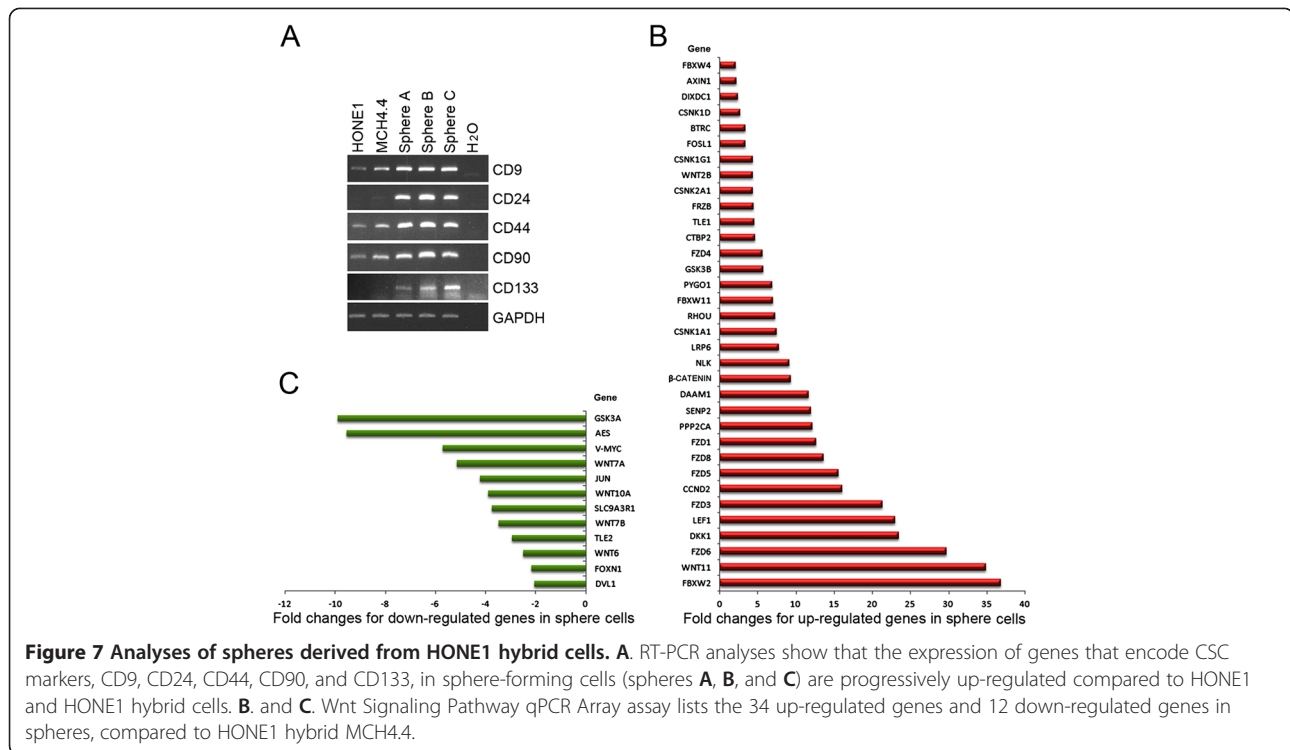 A
HONE1
MCH4.4
Sphere A
Sphere B
Sphere C
H2O
CD9
CD24
CD44
CD90
CD133
GAPDH
B
Gene
FBXW4
AXIN1
DIXDC1
CSNK1D
BTRC
FOSL1
CSNK1G1
WNT2B
CSNK2A1
FRZB
TLE1
CTBP2
FZD4
GSK3B
PYGO1
FBXW11
RHOU
CSNK1A1
LRP6
NLK
β-CATENIN
DAAM1
SENP2
PPP2CA
FZD1
FZD8
FZD5
CCND2
FZD3
LEF1
DKK1
FZD6
WNT11
FBXW2
0 5 10 15 20 25 30 35 40
Fold changes for up-regulated genes in sphere cells
C
Gene
GSK3A
AES
V-MYC
WNT7A
JUN
WNT10A
SLC9A3R1
WNT7B
TLE2
WNT6
FOXN1
DVL1
-12 -10 -8 -6 -4 -2 0
Fold changes for down-regulated genes in sphere cells
Figure 7 Analyses of spheres derived from HONE1 hybrid cells. A. RT-PCR analyses show that the expression of genes that encode CSC
markers, CD9, CD24, CD44, CD90, and CD133, in sphere-forming cells (spheres A, B, and C) are progressively up-regulated compared to HONE1
and HONE1 hybrid cells. B. and C. Wnt Signaling Pathway qPCR Array assay lists the 34 up-regulated genes and 12 down-regulated genes in
spheres, compared to HONE1 hybrid MCH4.4.